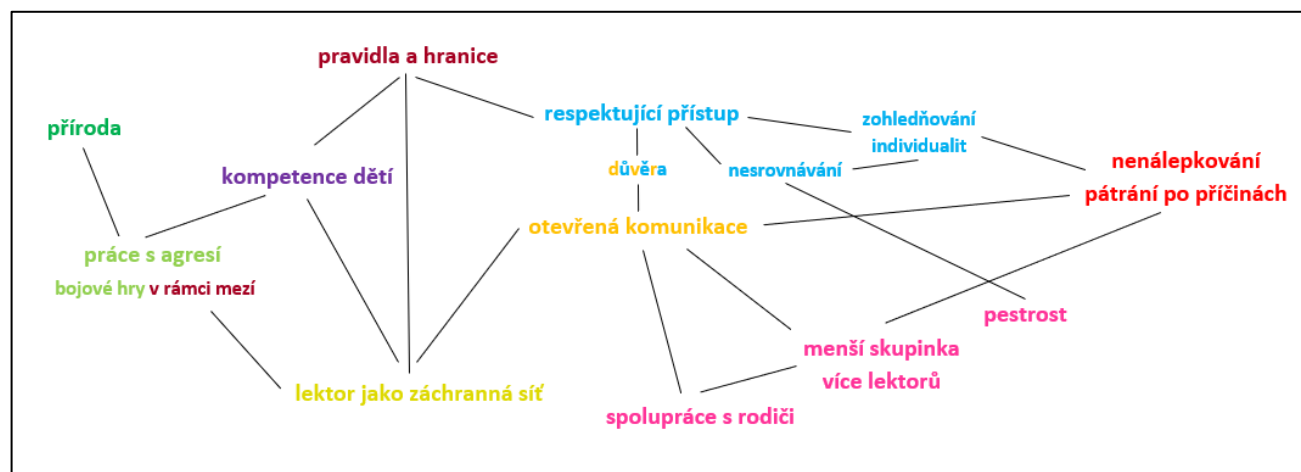 pravidla a hranice
příroda
respektující přístup
zohledňování
individualit
kompetence dětí
důvěra
nesrovnávání
nenálepkování
pátrání po příčinách
otevřená komunikace
práce s agresí
bojové hry v rámci mezí
pestrost
menší skupinka
více lektorů
lektor jako záchranná síť
spolupráce s rodiči